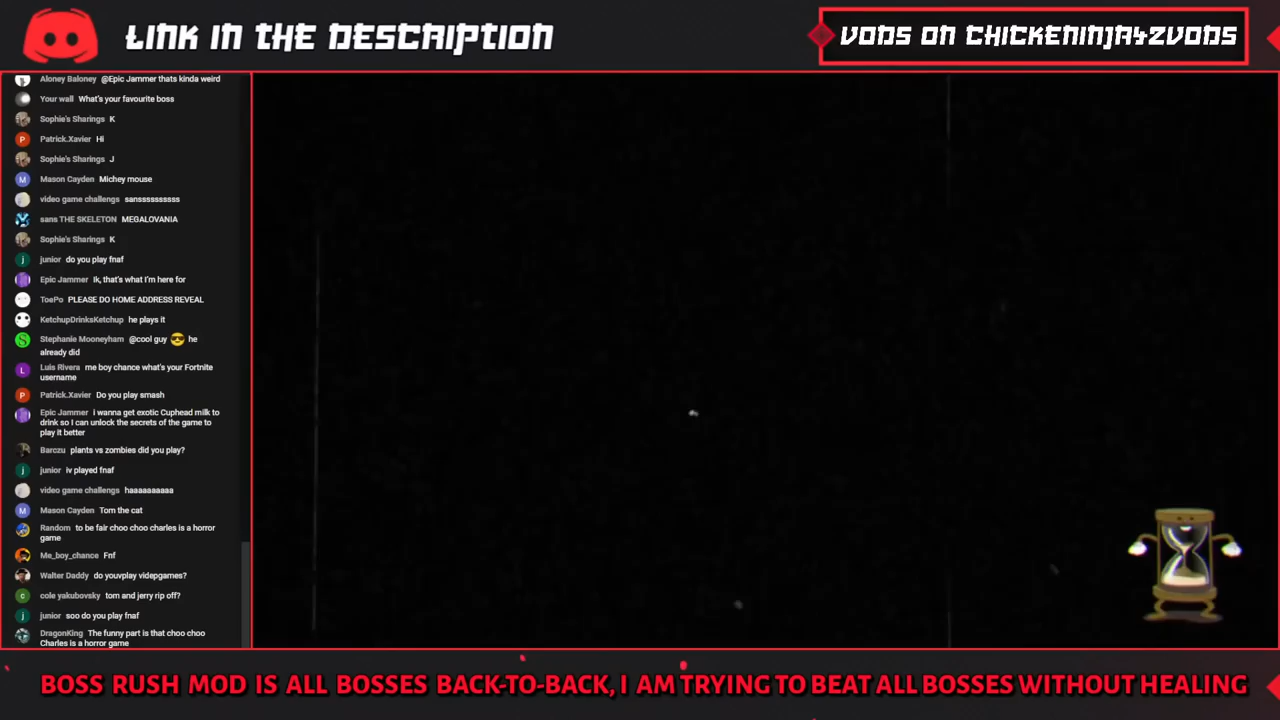 LINK IN THE DESCRIPTION
VODS ON CHICKENINJA42VODS
Aloney Baloney @Epic Jammer thats kinda weird
Your wall What's your favourite boss
Sophie's Sharings K
Patrick.Xavier Hi
Sophie's Sharings J
Mason Cayden Michey mouse
video game challengs sansssssssss
sans THE SKELETON MEGALOVANIA
Sophie's Sharings K
junior do you play fnaf
Epic Jammer Ik, that's what I'm here for
ToePo PLEASE DO HOME ADDRESS REVEAL
KetchupDrinksKetchup he plays it
Stephanie Mooneyham @cool guy 😎 he
already did
Luis Rivera me boy chance what's your Fortnite
username
Patrick.Xavier Do you play smash
Epic Jammer i wanna get exotic Cuphead milk to
drink so I can unlock the secrets of the game to
play it better
Barczu plants vs zombies did you play?
junior iv played fnaf
video game challengs haaaaaaaaaa
Mason Cayden Tom the cat
Random to be fair choo choo charles is a horror
game
Me_boy_chance Fnf
Walter Daddy do youvplay videpgames?
cole yakubovsky tom and jerry rip off?
junior soo do you play fnaf
DragonKing The funny part is that choo choo
Charles is a horror game
BOSS RUSH MOD IS ALL BOSSES BACK-TO-BACK, I AM TRYING TO BEAT ALL BOSSES WITHOUT HEALING